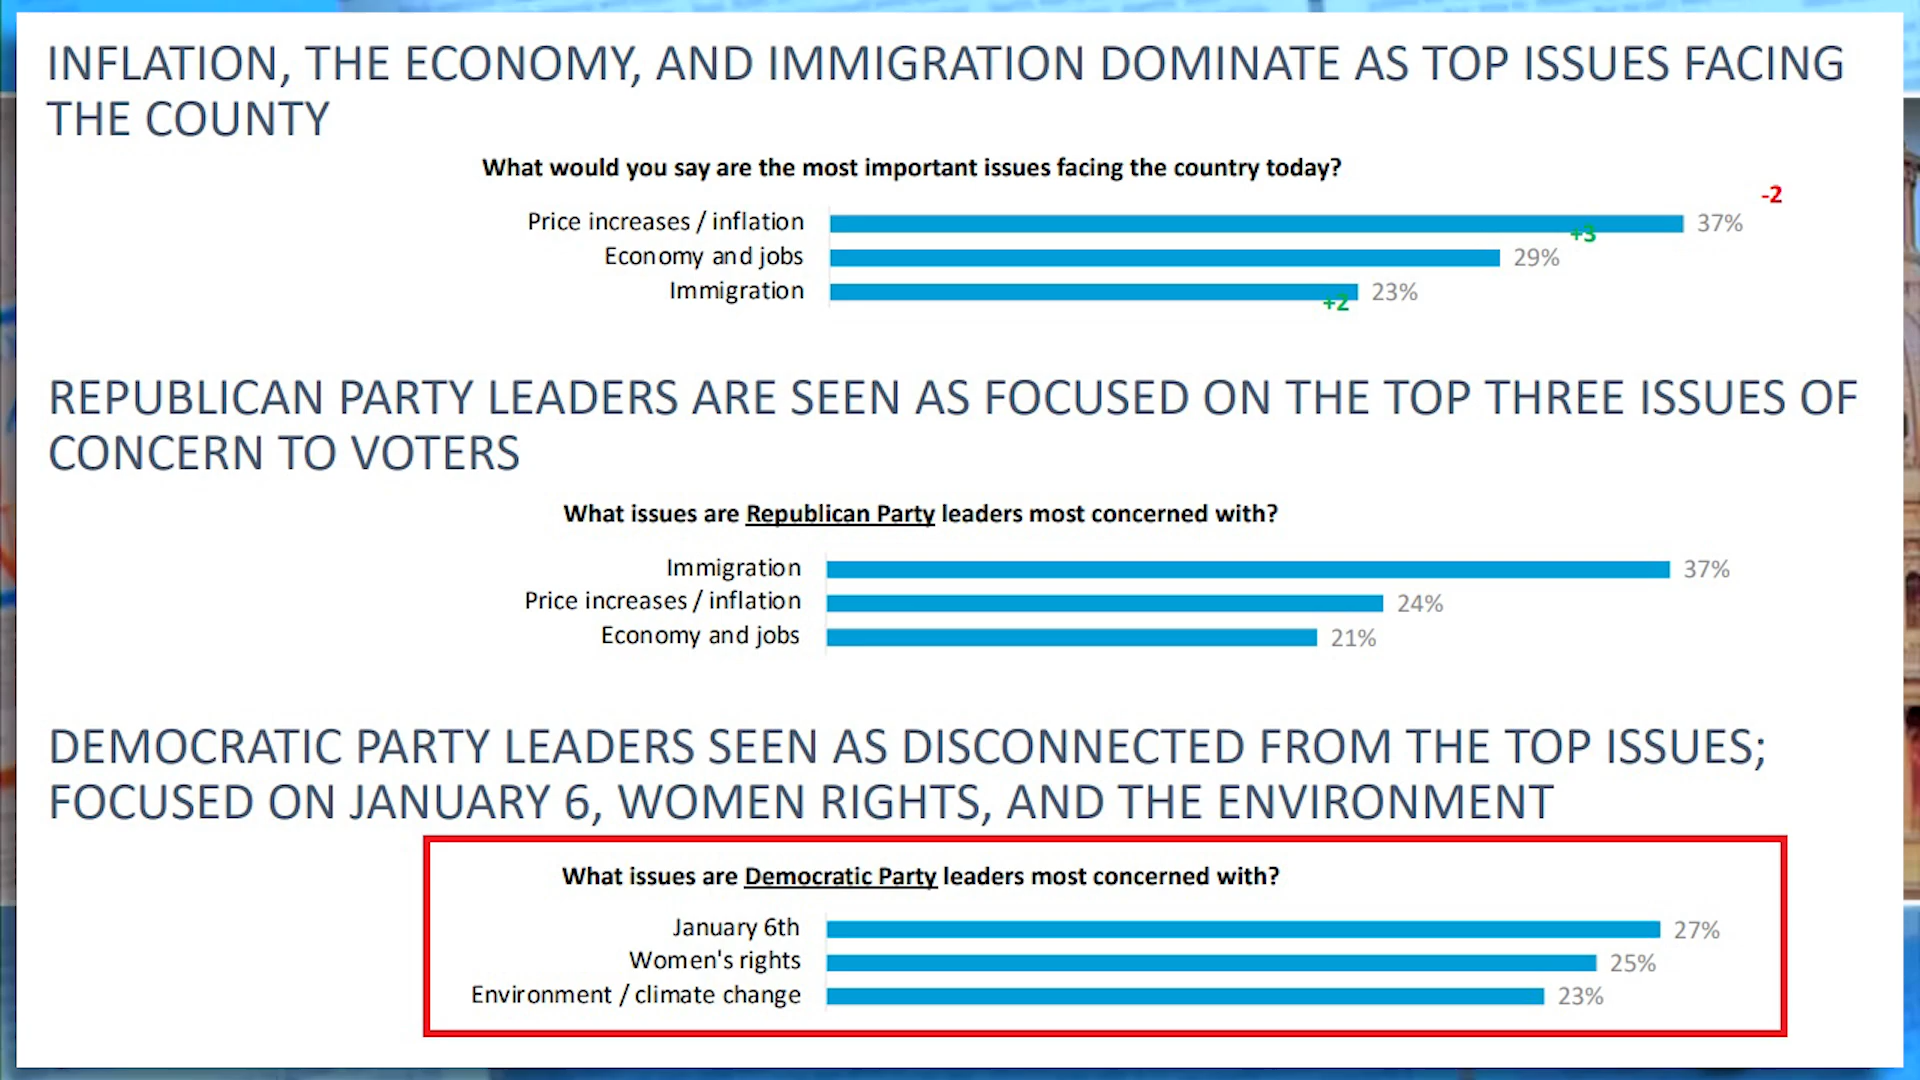 INFLATION, THE ECONOMY, AND IMMIGRATION DOMINATE AS TOP ISSUES FACING
THE COUNTY
What would you say are the most important issues facing the country today?
-2
Price increases / inflation 37%
+3
Economy and jobs 29%
Immigration 23%
+2
REPUBLICAN PARTY LEADERS ARE SEEN AS FOCUSED ON THE TOP THREE ISSUES OF
CONCERN TO VOTERS
What issues are Republican Party leaders most concerned with?
Immigration 37%
Price increases / inflation 24%
Economy and jobs 21%
DEMOCRATIC PARTY LEADERS SEEN AS DISCONNECTED FROM THE TOP ISSUES;
FOCUSED ON JANUARY 6, WOMEN RIGHTS, AND THE ENVIRONMENT
What issues are Democratic Party leaders most concerned with?
January 6th 27%
Women's rights 25%
Environment / climate change 23%